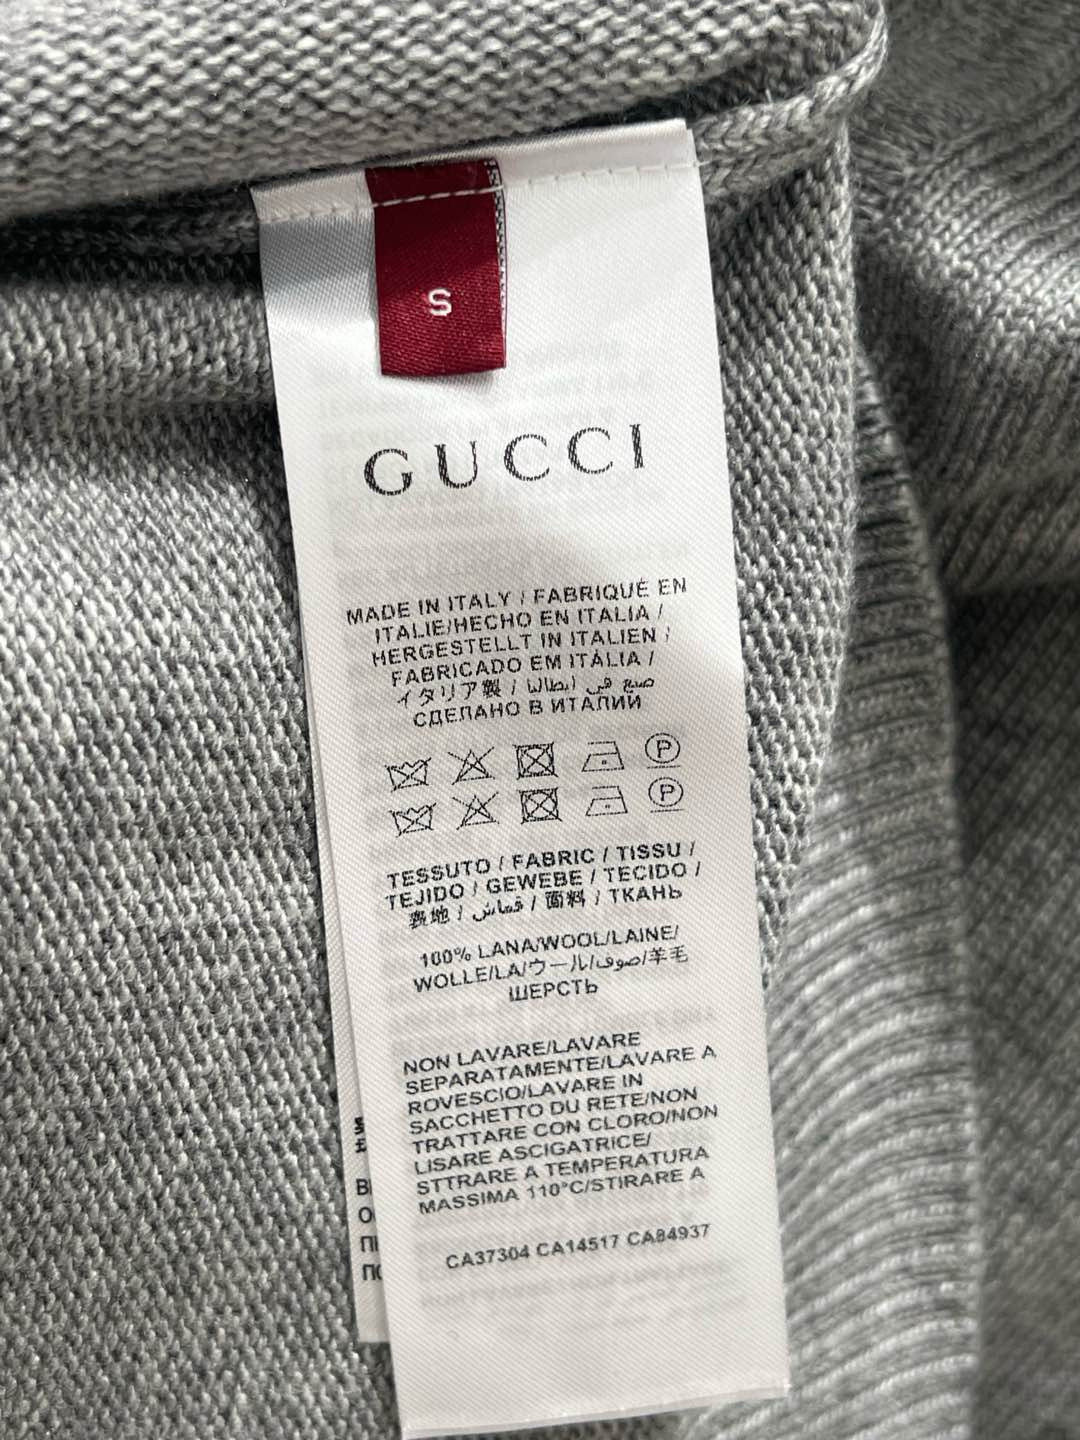 S
GUCCI
MADE IN ITALY / FABRIQUÉ EN
ITALIE/HECHO EN ITALIA /
HERGESTELLT IN ITALIEN /
FABRICADO EM ITÁLIA /
イタリア製 / صنع في ايطاليا
СДЕЛАНО В ИТАЛИИ
P
P
TESSUTO / FABRIC / TISSU /
TEJIDO / GEWEBE / TECIDO /
表地 / قماش / 面料 / ТКАНЬ
100% LANA/WOOL/LAINE/
WOLLE/LA/ウール/صوف/羊毛
ШЕРСТЬ
NON LAVARE/LAVARE
SEPARATAMENTE/LAVARE A
ROVESCIO/LAVARE IN
SACCHETTO DU RETE/NON
TRATTARE CON CLORO/NON
LISARE ASCIGATRICE/
STTRARE A TEMPERATURA
MASSIMA 110°C/STIRARE A
CA37304 CA14517 CA84937